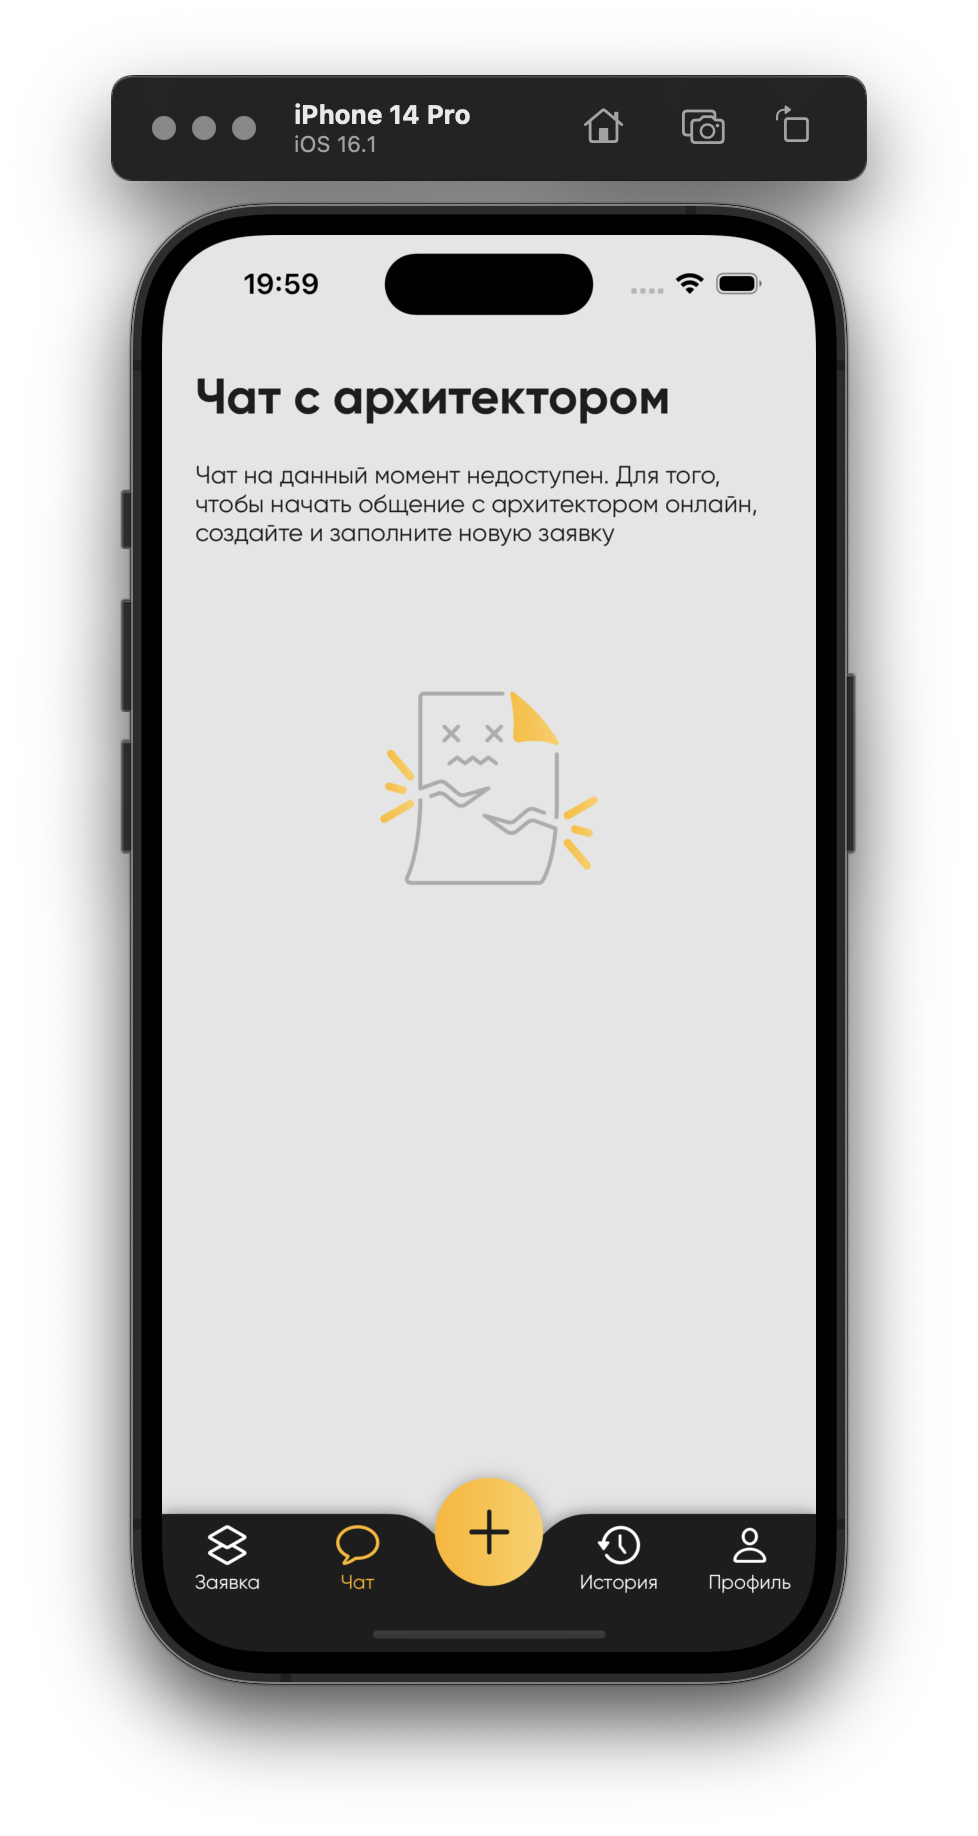 iPhone 14 Pro
iOS 16.1
19:59
Чат с архитектором
Чат на данный момент недоступен. Для того,
чтобы начать общение с архитектором онлайн,
создайте и заполните новую заявку
Заявка
Чат
История
Профиль